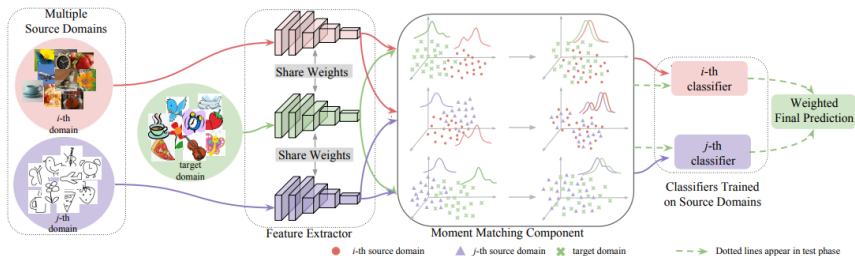 Multiple
Source Domains
i-th
domain
target
domain
j-th
domain
Share Weights
Share Weights
Feature Extractor
Moment Matching Component
i-th
classifier
j-th
classifier
Classifiers Trained
on Source Domains
Weighted
Final Prediction
i-th source domain
j-th source domain
target domain
Dotted lines appear in test phase